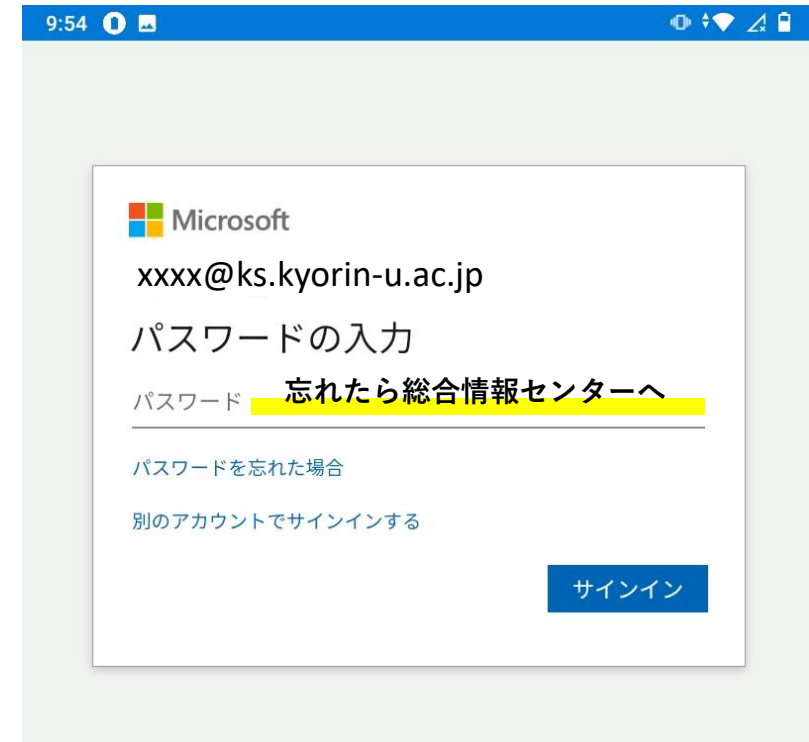 9:54
Microsoft
xxxx@ks.kyorin-u.ac.jp
パスワードの入力
パスワード 忘れたら総合情報センターへ
パスワードを忘れた場合
別のアカウントでサインインする
サインイン